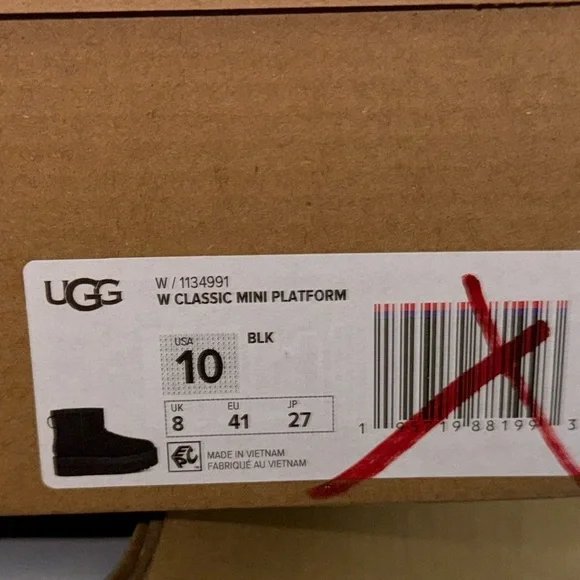 UGG
W / 1134991
W CLASSIC MINI PLATFORM
USA
10
BLK
UK EU JP
8 41 27
MADE IN VIETNAM
FABRIQUÉ AU VIETNAM